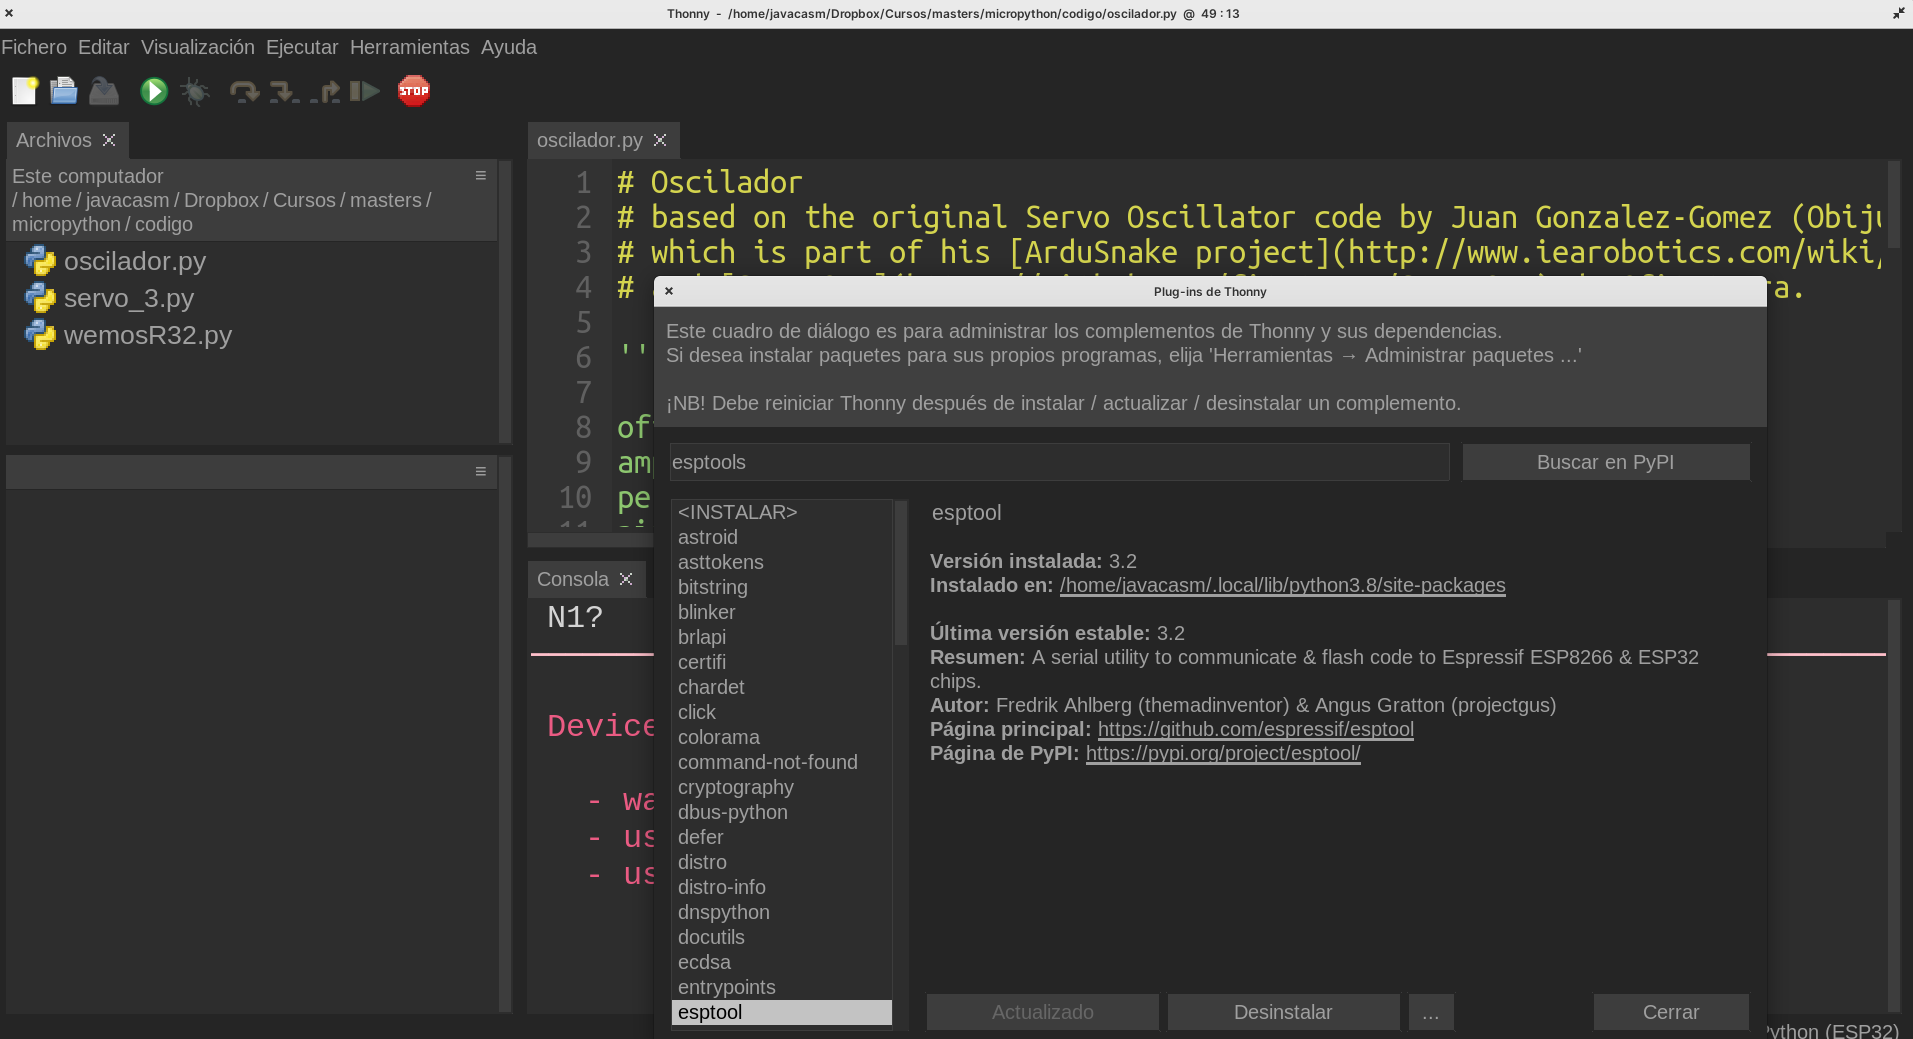 Thonny - /home/javacasm/Dropbox/Cursos/masters/micropython/codigo/oscilador.py @ 49 : 13
Fichero Editar Visualización Ejecutar Herramientas Ayuda
STOP
Archivos
Este computador
/ home / javacasm / Dropbox / Cursos / masters /
micropython / codigo
oscilador.py
servo_3.py
wemosR32.py
oscilador.py
1 # Oscilador
2 # based on the original Servo Oscillator code by Juan Gonzalez-Gomez (Obiju
3 # which is part of his [ArduSnake project](http://www.iearobotics.com/wiki/
4 # ra.
5
6 ''
7
8 of
9 amp
10 pe
11
Consola
N1?
Device
- wa
- us
- us
Plug-ins de Thonny
Este cuadro de diálogo es para administrar los complementos de Thonny y sus dependencias.
Si desea instalar paquetes para sus propios programas, elija 'Herramientas → Administrar paquetes ...'
¡NB! Debe reiniciar Thonny después de instalar / actualizar / desinstalar un complemento.
esptools
Buscar en PyPI
<INSTALAR>
astroid
asttokens
bitstring
blinker
brlapi
certifi
chardet
click
colorama
command-not-found
cryptography
dbus-python
defer
distro
distro-info
dnspython
docutils
ecdsa
entrypoints
esptool
esptool
Versión instalada: 3.2
Instalado en: /home/javacasm/.local/lib/python3.8/site-packages
Última versión estable: 3.2
Resumen: A serial utility to communicate & flash code to Espressif ESP8266 & ESP32
chips.
Autor: Fredrik Ahlberg (themadinventor) & Angus Gratton (projectgus)
Página principal: https://github.com/espressif/esptool
Página de PyPI: https://pypi.org/project/esptool/
Actualizado
Desinstalar
...
Cerrar
ython (ESP32)